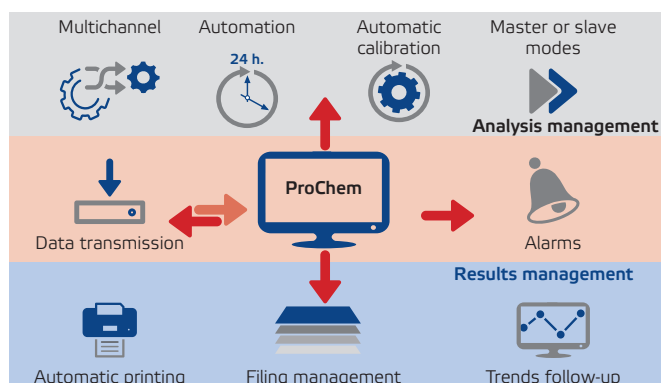 Multichannel
Automation
Automatic
calibration
Master or slave
modes
24 h.
Analysis management
ProChem
Data transmission
Alarms
Results management
Automatic printing
Filing management
Trends follow-up